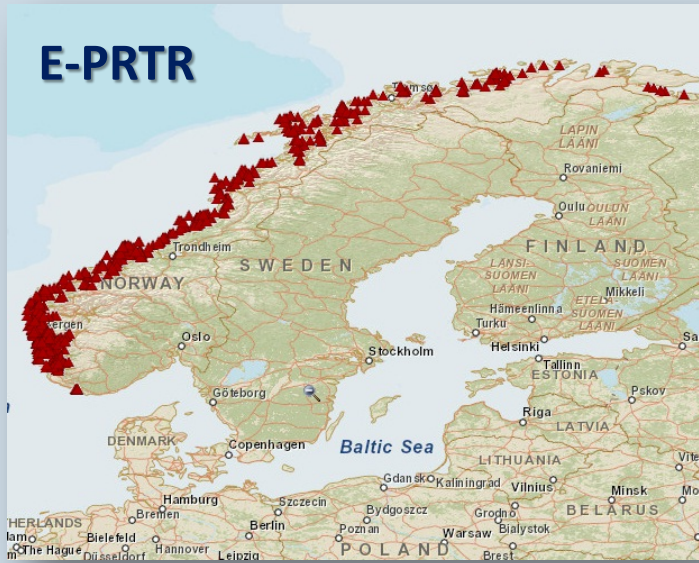 E-PRTR
LAPIN
LÄÄNI
Rovaniemi
Oulu
OULUN
LÄÄNI
Trondheim
SWEDEN
FINLAND
NORWAY
LÄNSI-
SUOMEN
LÄÄNI
SUOMEN
LÄÄNI
Mikkeli
Hämeenlinna
ETELÄ-
SUOMEN
LÄÄNI
Turku
Oslo
Helsinki
Stockholm
Tallinn
ESTONIA
Göteborg
Pskov
Riga
LATVIA
DENMARK
Copenhagen
Baltic Sea
LITHUANIA
Gdansk
Kaliningrad
Vilnius
Minsk
Hamburg
Szczecin
Bremen
Bydgoszcz
Grodno
BELARUS
Berlin
Poznan
Bialystok
Warsaw
The Hague
Bielefeld
Hannover
Düsseldorf
Leipzig
POLAND
Brest